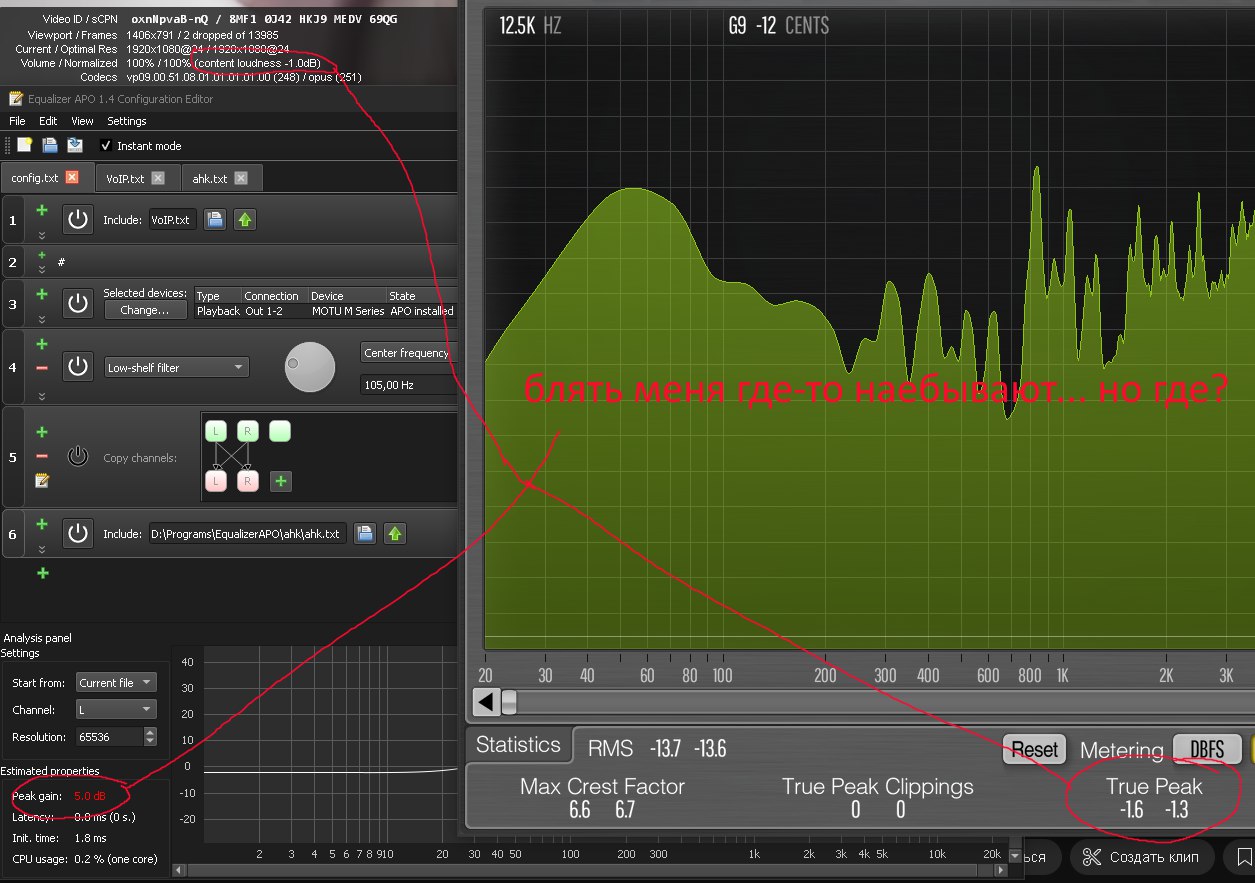 Video ID / sCPN oxnNpvaB-nQ / 8MF1 0J42 HKJ9 MEDV 69QG
Viewport / Frames 1406x791 / 2 dropped of 13985
Current / Optimal Res 1920x1080@24 / 1920x1080@24
Volume / Normalized 100% / 100% (content loudness -1.0dB)
Codecs vp09.00.51.08.01.01.01.01.00 (248) / opus (251)
Equalizer APO 1.4 Configuration Editor
File Edit View Settings
Instant mode
config.txt VoIP.txt ahk.txt
1 Include: VoIP.txt
2 #
3 Selected devices: Change...
Type Connection Device State
Playback Out 1-2 MOTU M Series APO installed
4 Low-shelf filter Center frequency
105,00 Hz
5 Copy channels: L R
L R
6 Include: D:\Programs\EqualizerAPO\ahk\ahk.txt
Analysis panel
Settings
Start from: Current file
Channel: L
Resolution: 65536
Estimated properties
Peak gain: 5.0 dB
Latency: 0.0 ms (0 s.)
Init. time: 1.8 ms
CPU usage: 0.2 % (one core)
40
30
20
10
0
-10
-20
2 3 4 5 6 7 8 910 20 30 40 50 100 200 300 1k 2k 3k 4k 5k 10k 20k
12.5K HZ G9 -12 CENTS
блять меня где-то наебывают... но где?
20 30 40 60 80 100 200 300 400 600 800 1K 2K 3K
Statistics RMS -13.7 -13.6 Reset Metering DBFS
Max Crest Factor True Peak Clippings True Peak
6.6 6.7 0 0 -1.6 -1.3
ься Создать клип